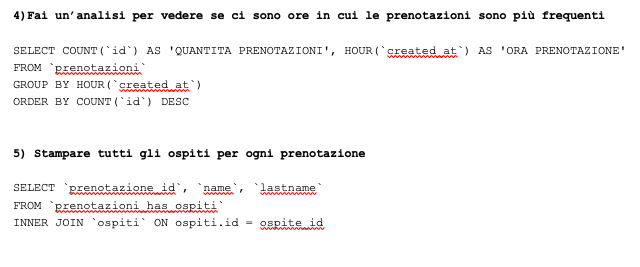 4)Fai un’analisi per vedere se ci sono ore in cui le prenotazioni sono più frequenti
SELECT COUNT(`id`) AS 'QUANTITA PRENOTAZIONI', HOUR(`created_at`) AS 'ORA PRENOTAZIONE'
FROM `prenotazioni`
GROUP BY HOUR(`created_at`)
ORDER BY COUNT(`id`) DESC
5) Stampare tutti gli ospiti per ogni prenotazione
SELECT `prenotazione_id`, `name`, `lastname`
FROM `prenotazioni_has_ospiti`
INNER JOIN `ospiti` ON ospiti.id = ospite_id